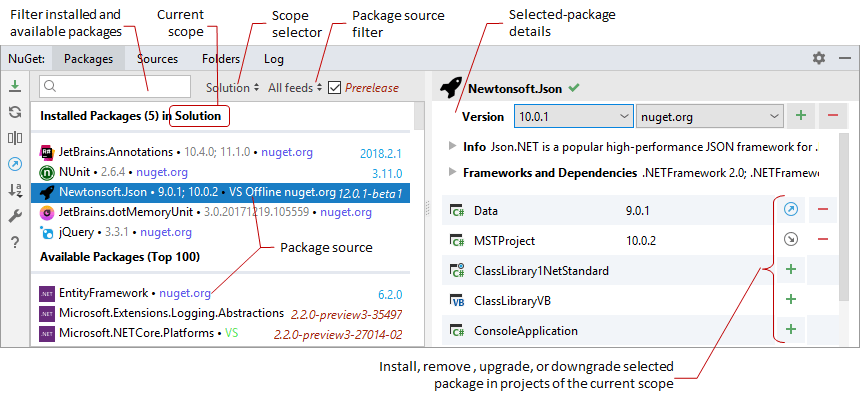 Filter installed and
available packages
Current
scope
Scope
selector
Package source
filter
Selected-package
details
NuGet: Packages Sources Folders Log
Solution All feeds Prerelease
Installed Packages (5) in Solution
JetBrains.Annotations • 10.4.0; 11.1.0 • nuget.org 2018.2.1
NUnit • 2.6.4 • nuget.org 3.11.0
Newtonsoft.Json • 9.0.1; 10.0.2 • VS Offline nuget.org 12.0.1-beta1
JetBrains.dotMemoryUnit • 3.0.20171219.105559 • nuget.org
jQuery • 3.3.1 • nuget.org
Package source
Available Packages (Top 100)
EntityFramework • nuget.org 6.2.0
Microsoft.Extensions.Logging.Abstractions 2.2.0-preview3-35497
Microsoft.NETCore.Platforms • VS 2.2.0-preview3-27014-02
Newtonsoft.Json
Version 10.0.1 nuget.org
Info Json.NET is a popular high-performance JSON framework for .
Frameworks and Dependencies .NETFramework 2.0; .NETFramew
C# Data 9.0.1
C# MSTProject 10.0.2
C# ClassLibrary1NetStandard
VB ClassLibraryVB
C# ConsoleApplication
Install, remove , upgrade, or downgrade selected
package in projects of the current scope